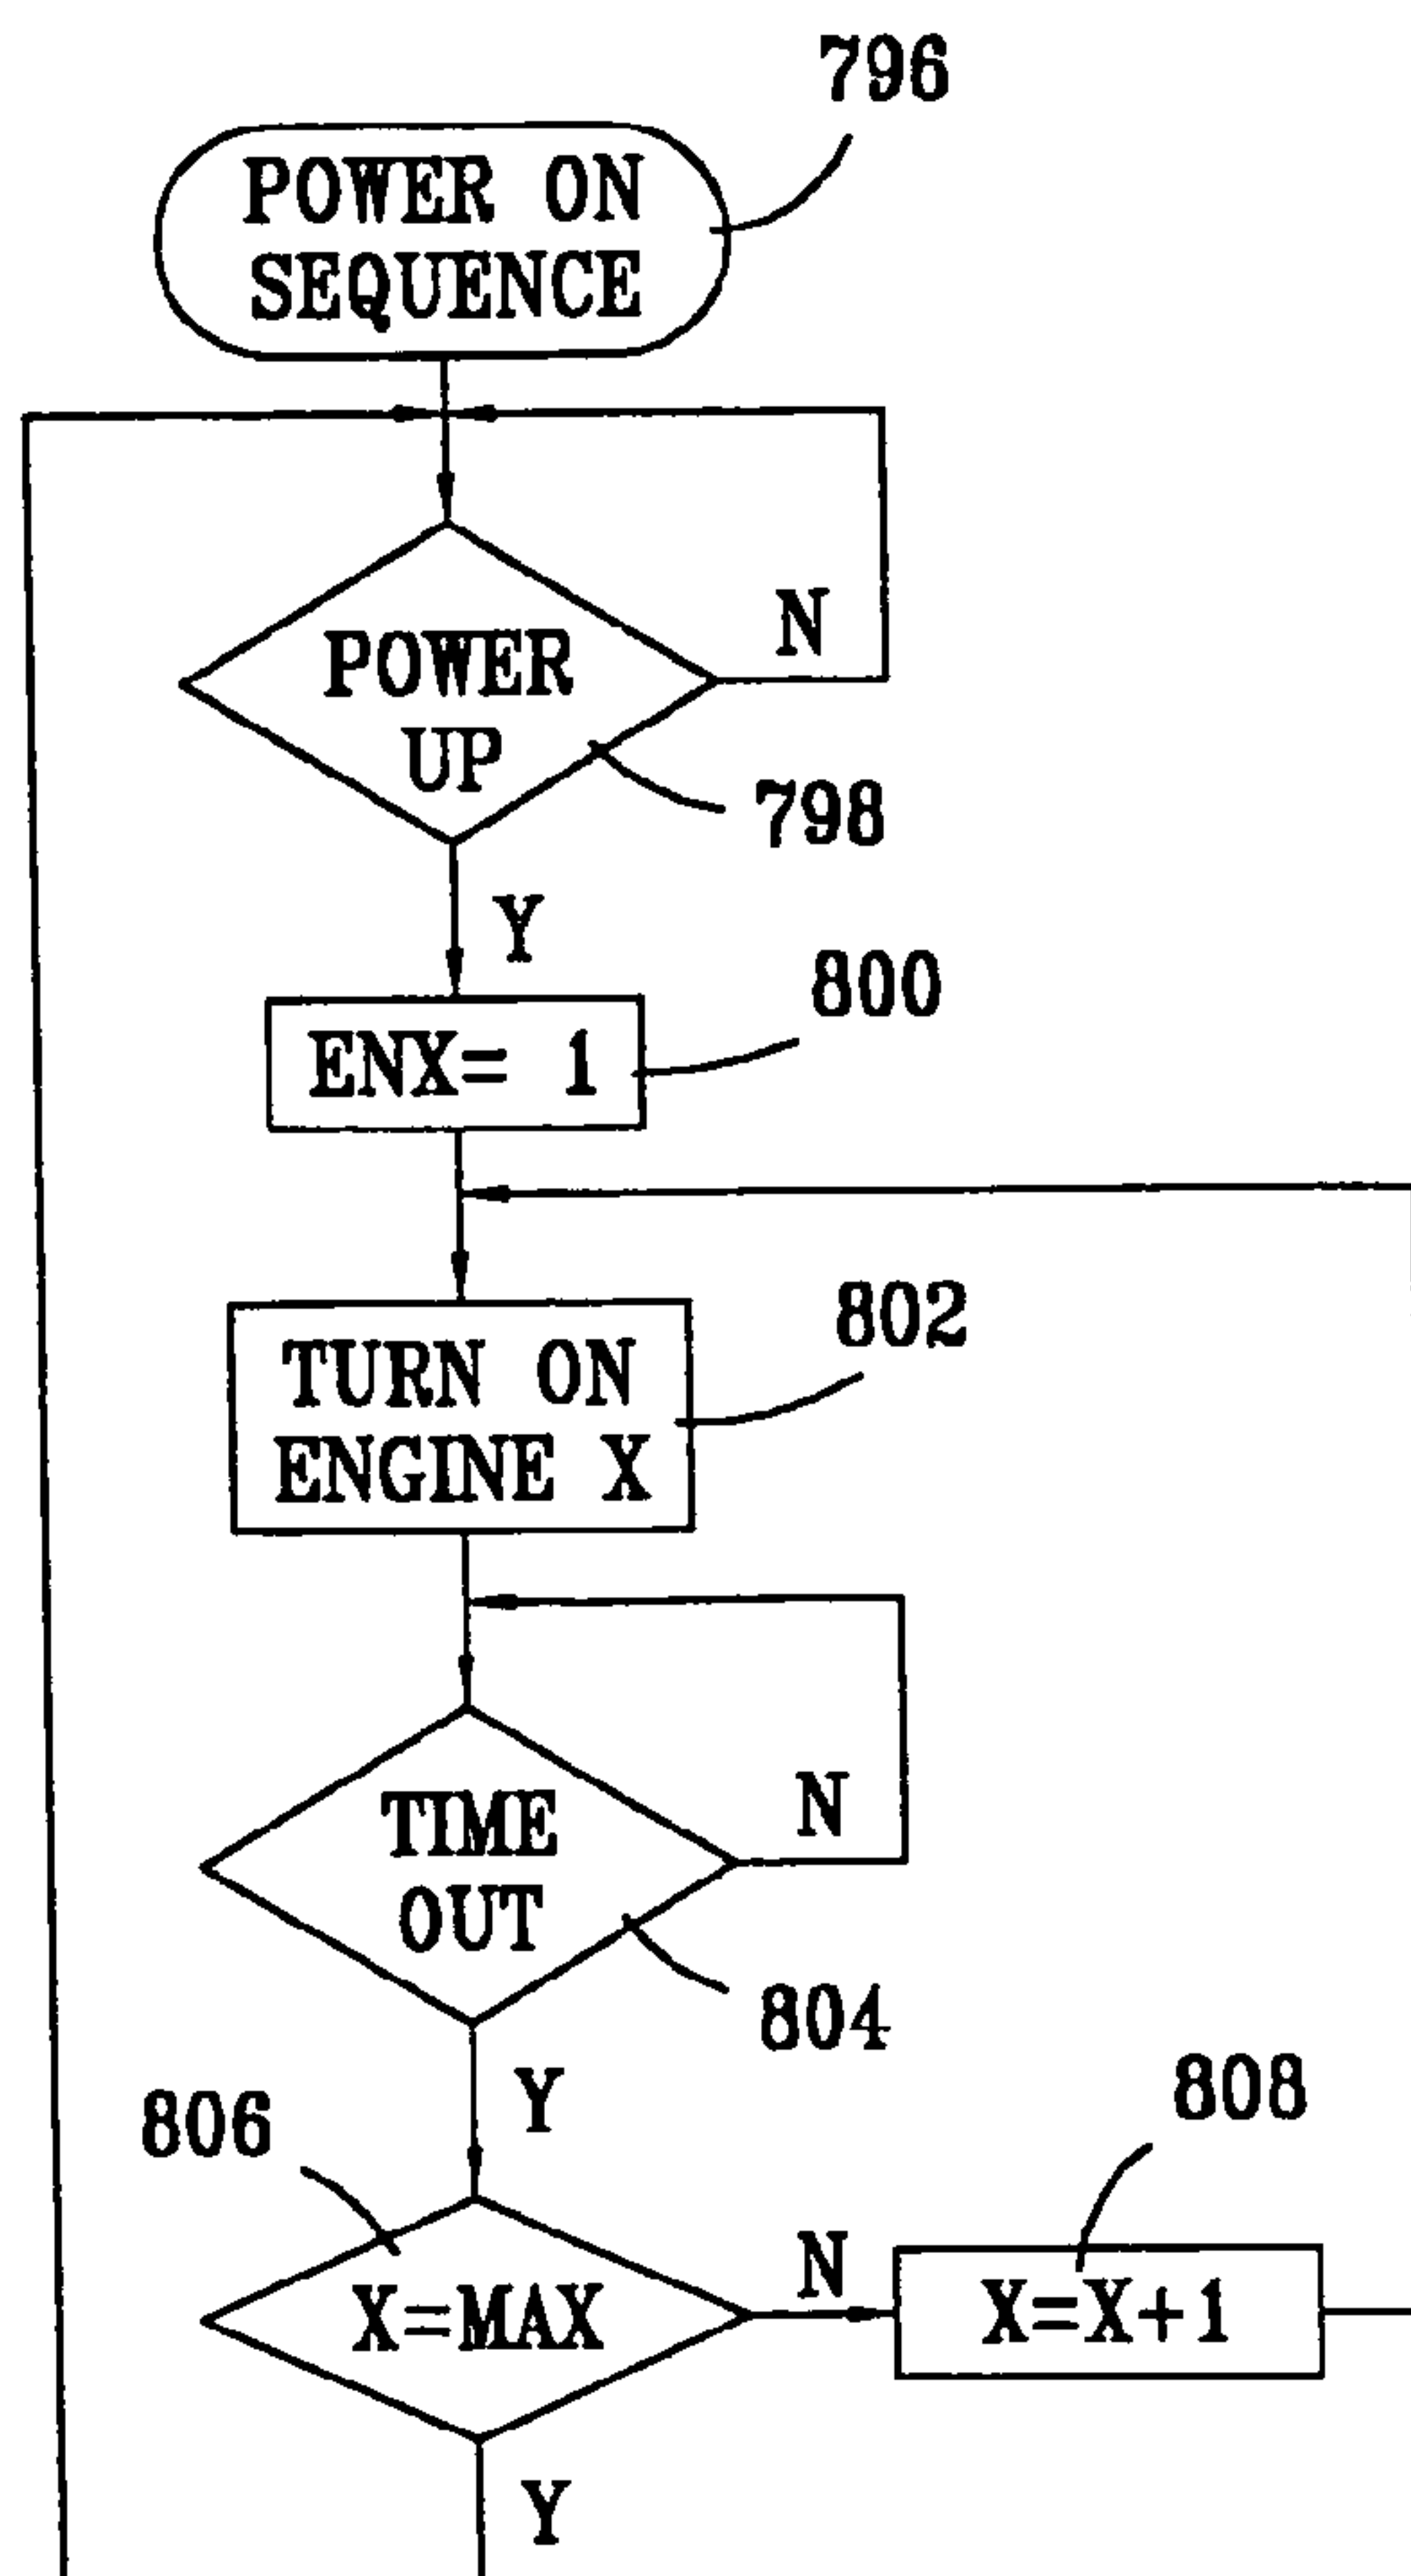 796
POWER ON
SEQUENCE
N
POWER
UP
798
Y
800
ENX= 1
802
TURN ON
ENGINE X
N
TIME
OUT
804
Y
806
808
N
X=MAX
X=X+1
Y